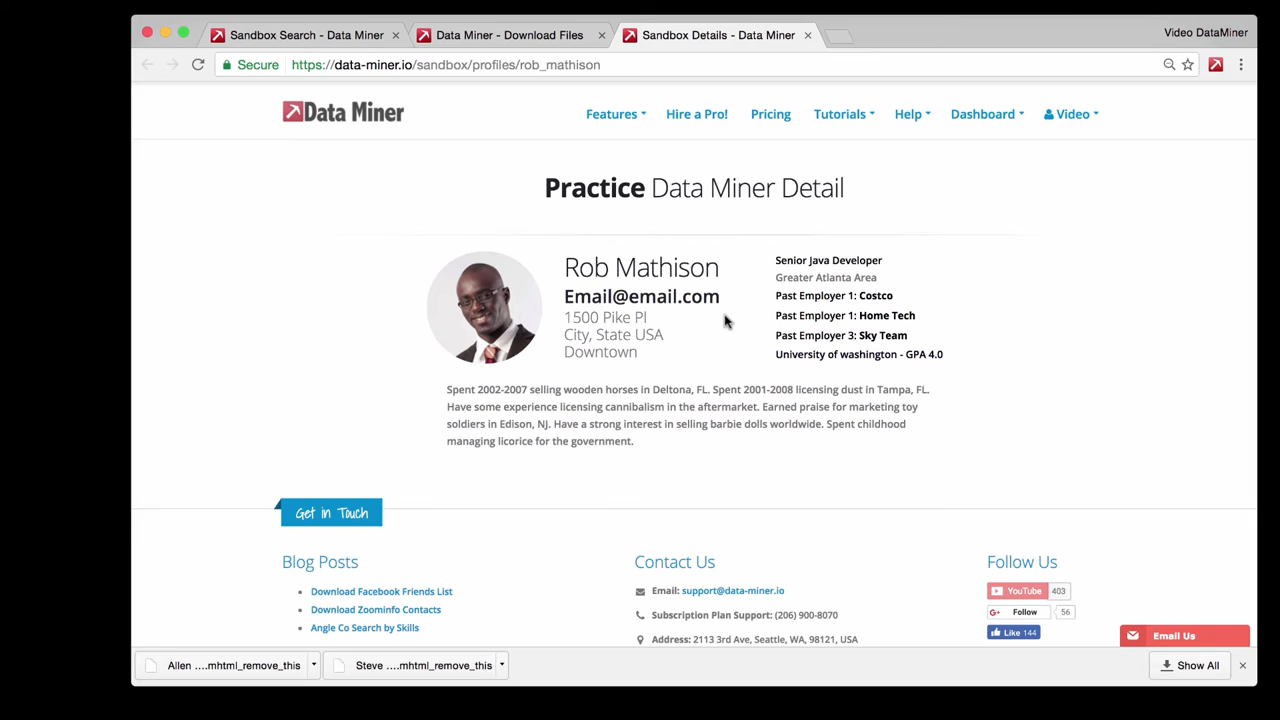 Sandbox Search - Data Miner
Data Miner - Download Files
Sandbox Details - Data Miner
Video DataMiner
Secure
https://data-miner.io/sandbox/profiles/rob_mathison
Data Miner
Features
Hire a Pro!
Pricing
Tutorials
Help
Dashboard
Video
Practice Data Miner Detail
Rob Mathison
Email@email.com
1500 Pike Pl
City, State USA
Downtown
Senior Java Developer
Greater Atlanta Area
Past Employer 1: Costco
Past Employer 1: Home Tech
Past Employer 3: Sky Team
University of washington - GPA 4.0
Spent 2002-2007 selling wooden horses in Deltona, FL. Spent 2001-2008 licensing dust in Tampa, FL.
Have some experience licensing cannibalism in the aftermarket. Earned praise for marketing toy
soldiers in Edison, NJ. Have a strong interest in selling barbie dolls worldwide. Spent childhood
managing licorice for the government.
Get in Touch
Blog Posts
Download Facebook Friends List
Download Zoominfo Contacts
Angle Co Search by Skills
Contact Us
Email: support@data-miner.io
Subscription Plan Support: (206) 900-8070
Address: 2113 3rd Ave, Seattle, WA, 98121, USA
Follow Us
YouTube 403
G+ Follow 56
Like 144
Email Us
Allen ....mhtml_remove_this
Steve ....mhtml_remove_this
Show All